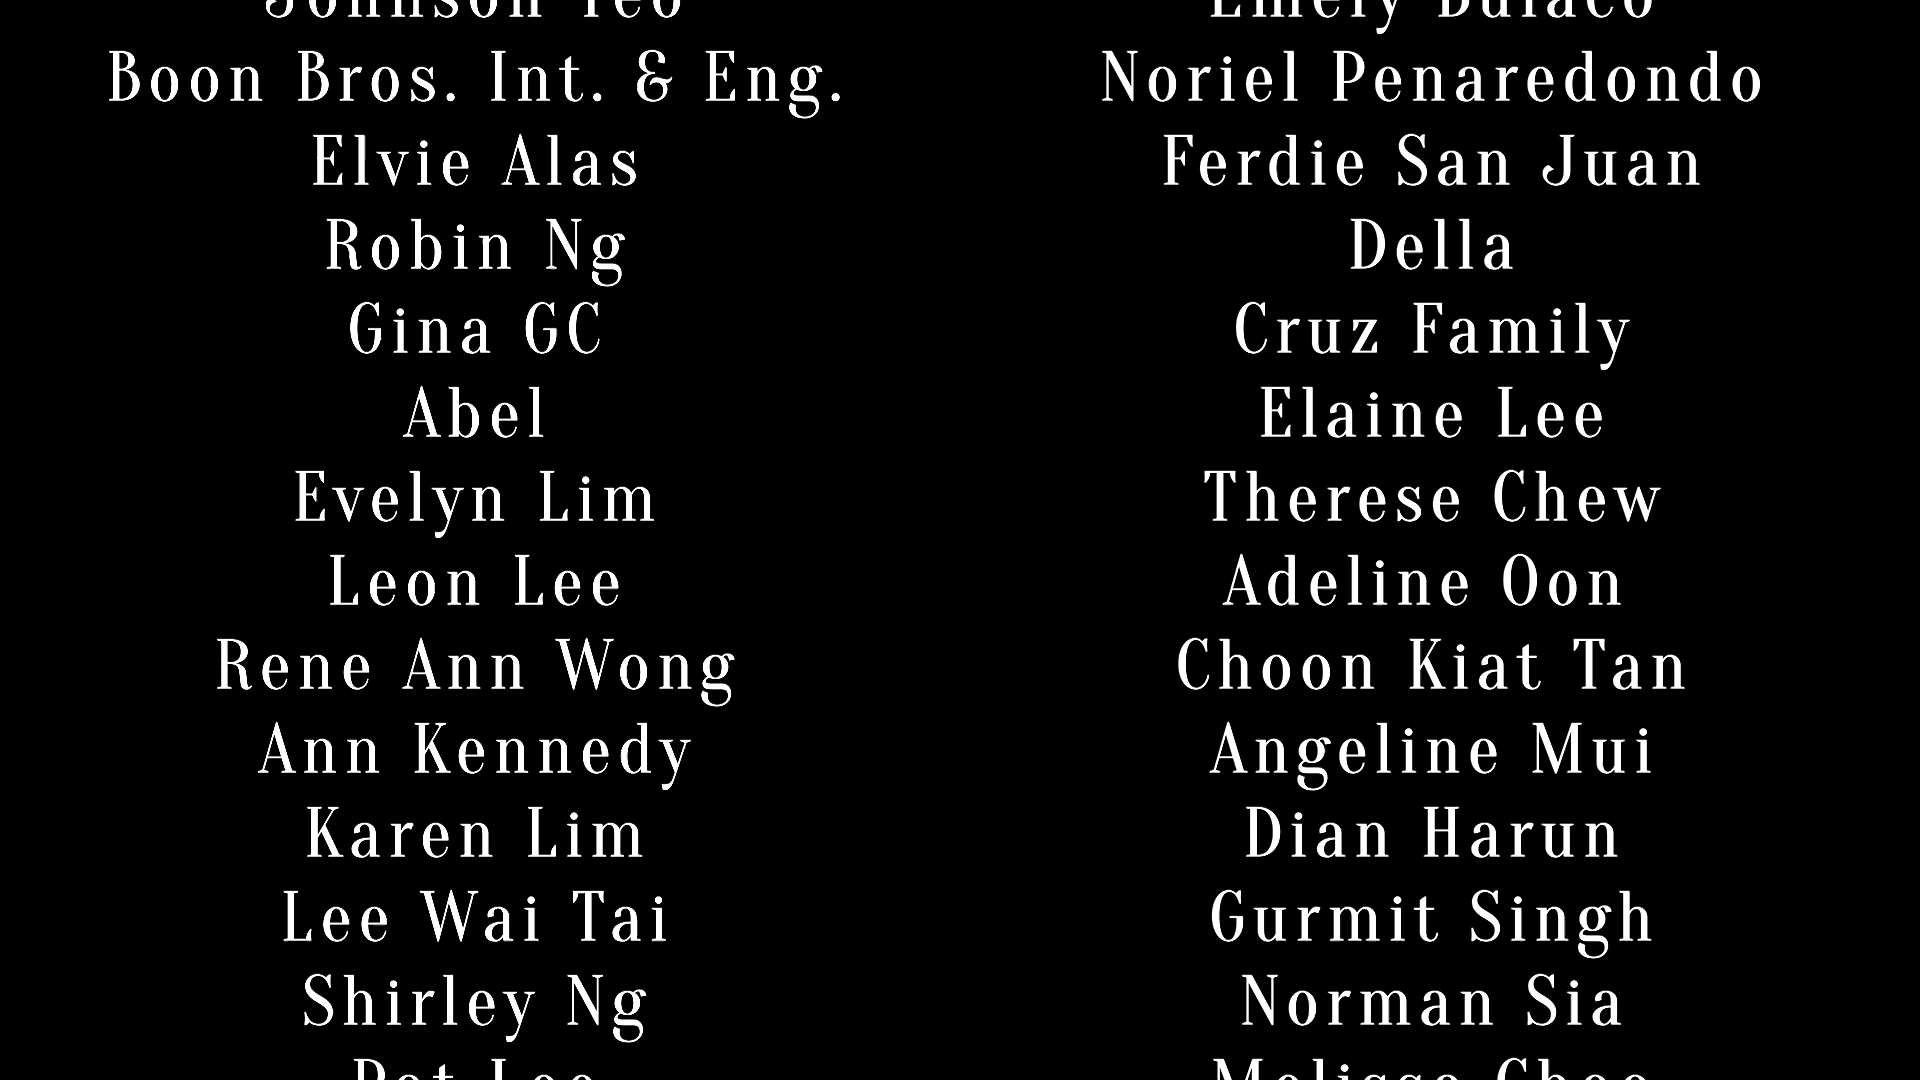 Johnson Yeo
Boon Bros. Int. & Eng.
Elvie Alas
Robin Ng
Gina GC
Abel
Evelyn Lim
Leon Lee
Rene Ann Wong
Ann Kennedy
Karen Lim
Lee Wai Tai
Shirley Ng
Noriel Penaredondo
Ferdie San Juan
Della
Cruz Family
Elaine Lee
Therese Chew
Adeline Oon
Choon Kiat Tan
Angeline Mui
Dian Harun
Gurmit Singh
Norman Sia